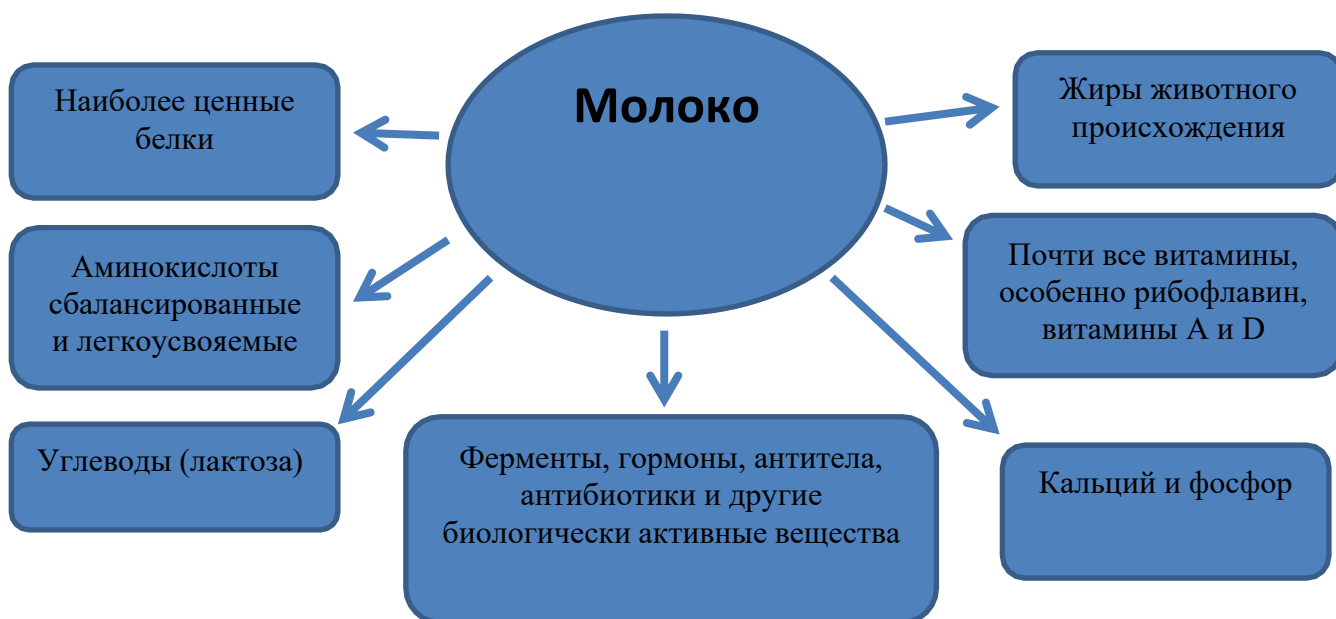 Молоко
Наиболее ценные
белки
Аминокислоты
сбалансированные
и легкоусвояемые
Углеводы (лактоза)
Ферменты, гормоны, антитела,
антибиотики и другие
биологически активные вещества
Жиры животного
происхождения
Почти все витамины,
особенно рибофлавин,
витамины А и D
Кальций и фосфор